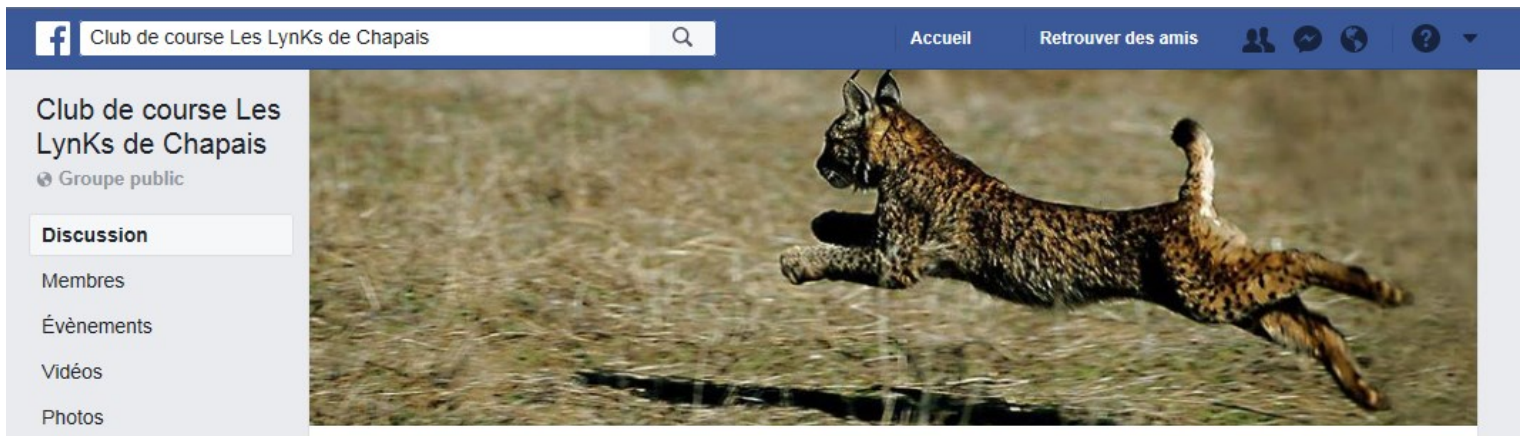 Club de course Les LynKs de Chapais
Accueil
Retrouver des amis
Club de course Les
LynKs de Chapais
Groupe public
Discussion
Membres
Évènements
Vidéos
Photos